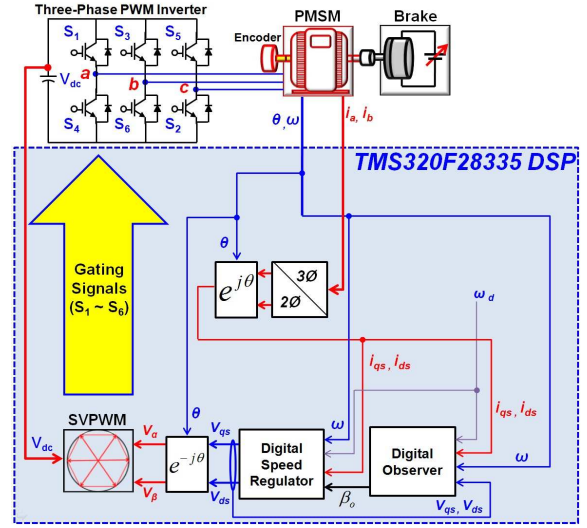 Three-Phase PWM Inverter
PMSM
Brake
Encoder
S1 S3 S5
Vdc
a
b
c
S4 S6 S2
θ, ω
ia, ib
TMS320F28335 DSP
θ
e^jθ
3Ø
2Ø
ωd
Gating
Signals
(S1 ~ S6)
iqs, ids
iqs, ids
SVPWM
θ
ω
Vdc
Vα
Vβ
e^-jθ
Vqs
Vds
Digital
Speed
Regulator
βo
Digital
Observer
ω
Vqs, Vds